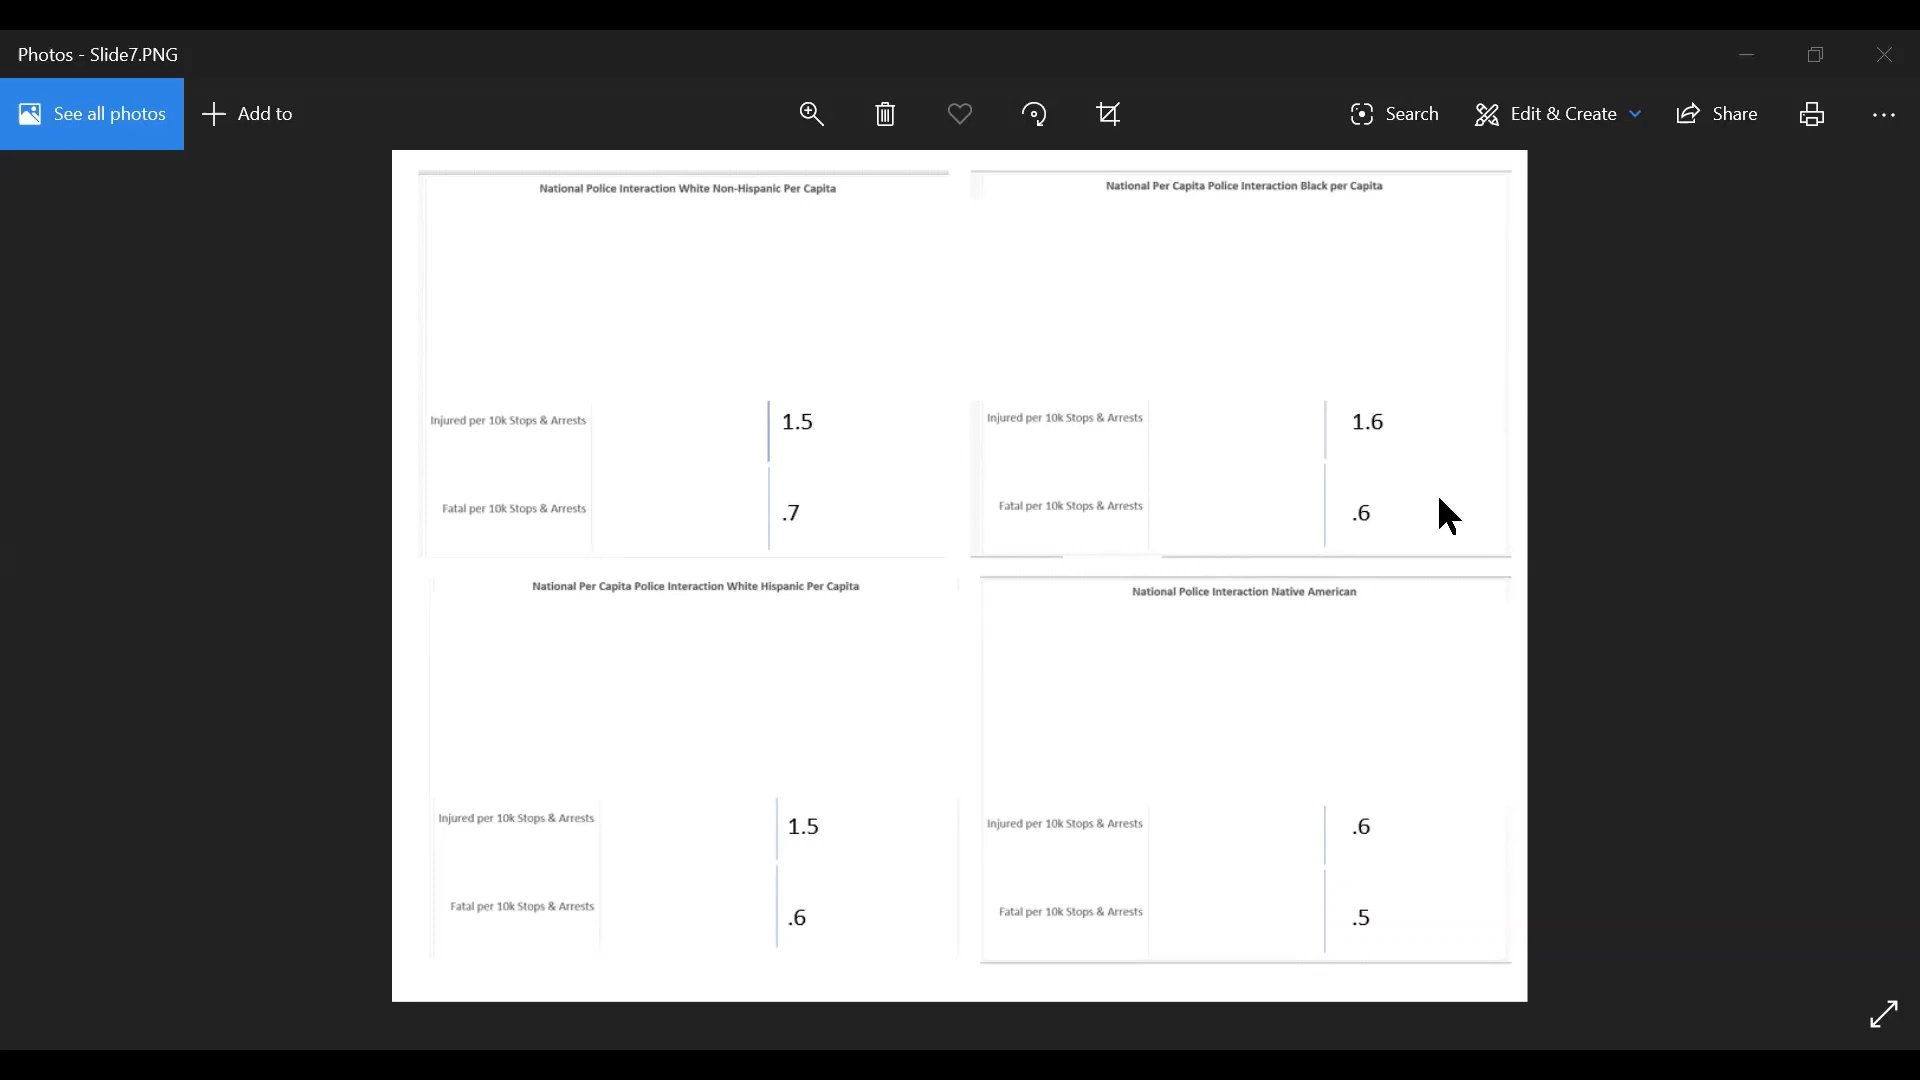 Photos - Slide7.PNG
See all photos
Add to
Search
Edit & Create
Share
National Police Interaction White Non-Hispanic Per Capita
Injured per 10k Stops & Arrests
1.5
Fatal per 10k Stops & Arrests
.7
National Per Capita Police Interaction Black per Capita
Injured per 10k Stops & Arrests
1.6
Fatal per 10k Stops & Arrests
.6
National Per Capita Police Interaction White Hispanic Per Capita
Injured per 10k Stops & Arrests
1.5
Fatal per 10k Stops & Arrests
.6
National Police Interaction Native American
Injured per 10k Stops & Arrests
.6
Fatal per 10k Stops & Arrests
.5